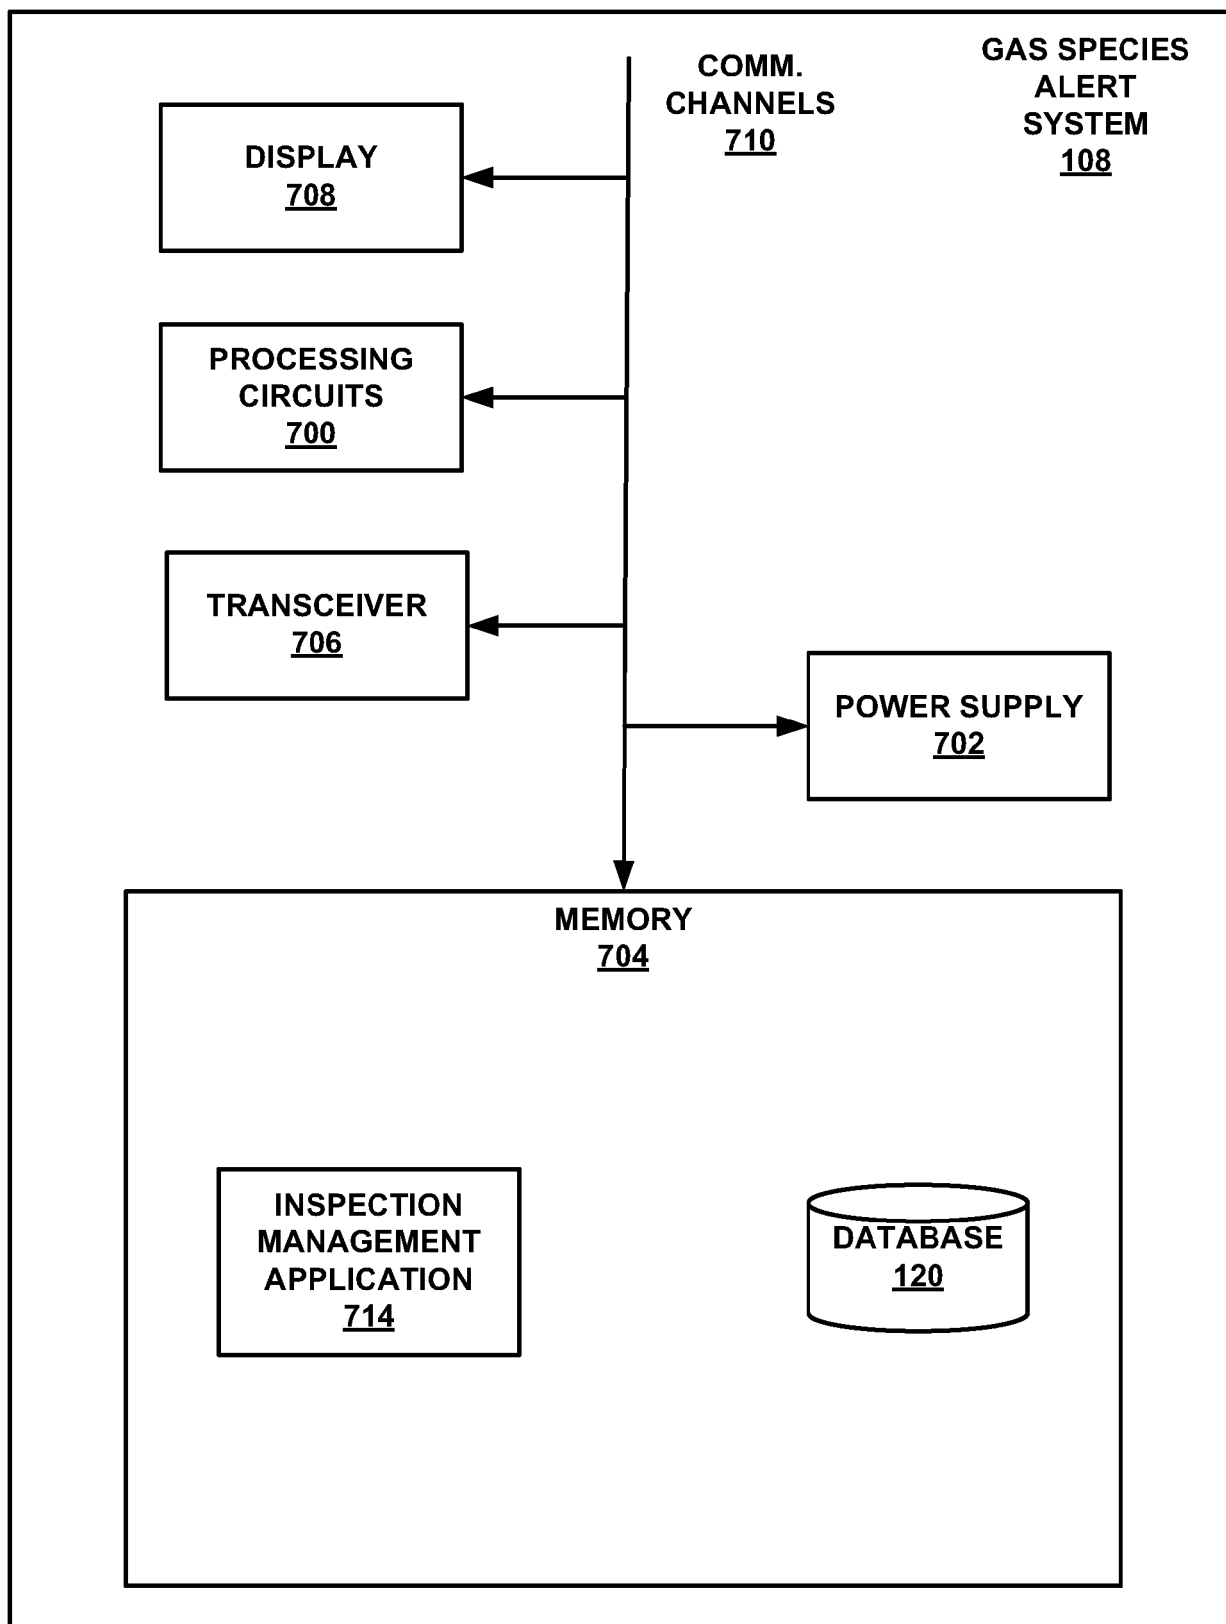 COMM.
CHANNELS
710
GAS SPECIES
ALERT
SYSTEM
108
DISPLAY
708
PROCESSING
CIRCUITS
700
TRANSCEIVER
706
POWER SUPPLY
702
MEMORY
704
INSPECTION
MANAGEMENT
APPLICATION
714
DATABASE
120